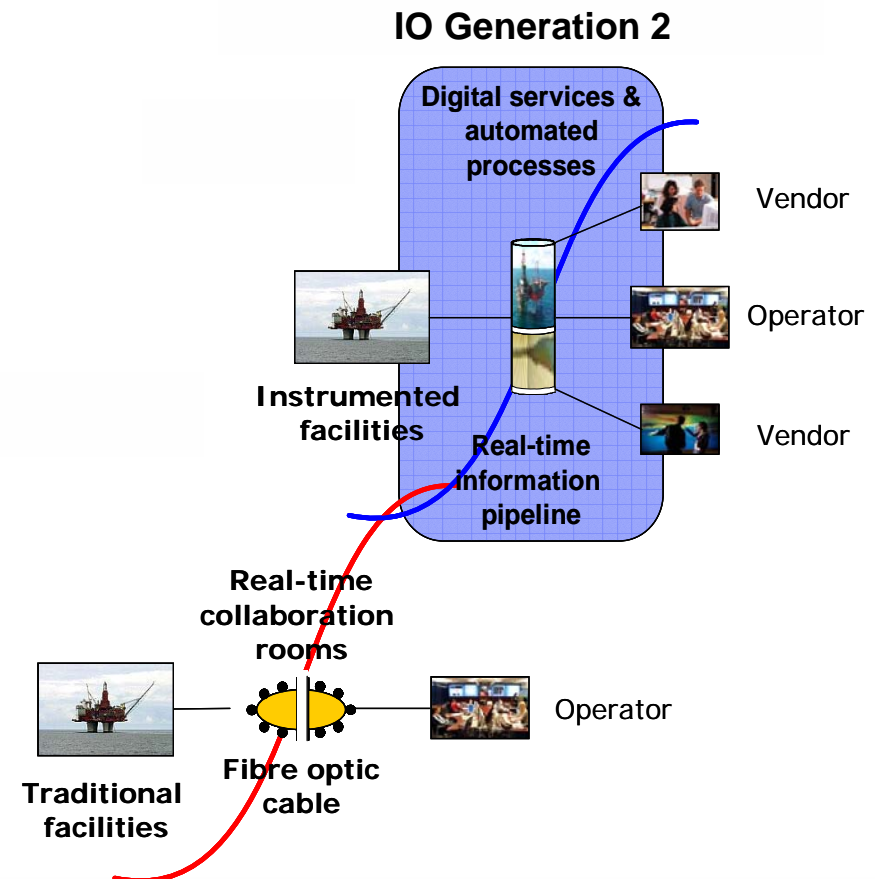 IO Generation 2
Digital services &
automated
processes
Vendor
Operator
Instrumented
facilities
Vendor
Real-time
information
pipeline
Real-time
collaboration
rooms
Operator
Fibre optic
cable
Traditional
facilities